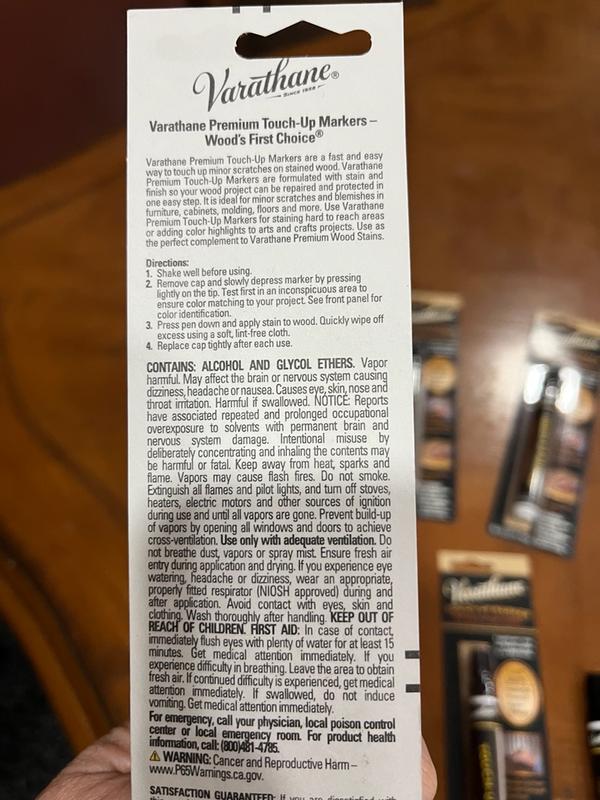 Varathane®
SINCE 1958
Varathane Premium Touch-Up Markers –
Wood's First Choice®
Varathane Premium Touch-Up Markers are a fast and easy
way to touch up minor scratches on stained wood. Varathane
Premium Touch-Up Markers are formulated with stain and
finish so your wood project can be repaired and protected in
one easy step. It is ideal for minor scratches and blemishes in
furniture, cabinets, molding, floors and more. Use Varathane
Premium Touch-Up Markers for staining hard to reach areas
or adding color highlights to arts and crafts projects. Use as
the perfect complement to Varathane Premium Wood Stains.
Directions:
1. Shake well before using.
2. Remove cap and slowly depress marker by pressing
lightly on the tip. Test first in an inconspicuous area to
ensure color matching to your project. See front panel for
color identification.
3. Press pen down and apply stain to wood. Quickly wipe off
excess using a soft, lint-free cloth.
4. Replace cap tightly after each use.
CONTAINS: ALCOHOL AND GLYCOL ETHERS. Vapor
harmful. May affect the brain or nervous system causing
dizziness, headache or nausea. Causes eye, skin, nose and
throat irritation. Harmful if swallowed. NOTICE: Reports
have associated repeated and prolonged occupational
overexposure to solvents with permanent brain and
nervous system damage. Intentional misuse by
deliberately concentrating and inhaling the contents may
be harmful or fatal. Keep away from heat, sparks and
flame. Vapors may cause flash fires. Do not smoke.
Extinguish all flames and pilot lights, and turn off stoves,
heaters, electric motors and other sources of ignition
during use and until all vapors are gone. Prevent build-up
of vapors by opening all windows and doors to achieve
cross-ventilation. Use only with adequate ventilation. Do
not breathe dust, vapors or spray mist. Ensure fresh air
entry during application and drying. If you experience eye
watering, headache or dizziness, wear an appropriate,
properly fitted respirator (NIOSH approved) during and
after application. Avoid contact with eyes, skin and
clothing. Wash thoroughly after handling. KEEP OUT OF
REACH OF CHILDREN. FIRST AID: In case of contact,
immediately flush eyes with plenty of water for at least 15
minutes. Get medical attention immediately. If you
experience difficulty in breathing. Leave the area to obtain
fresh air. If continued difficulty is experienced, get medical
attention immediately. If swallowed, do not induce
vomiting. Get medical attention immediately.
For emergency, call your physician, local poison control
center or local emergency room. For product health
information, call: (800)481-4785.
WARNING: Cancer and Reproductive Harm –
www.P65Warnings.ca.gov.
SATISFACTION GUARANTEED: If you are dissatisfied with
Varathane